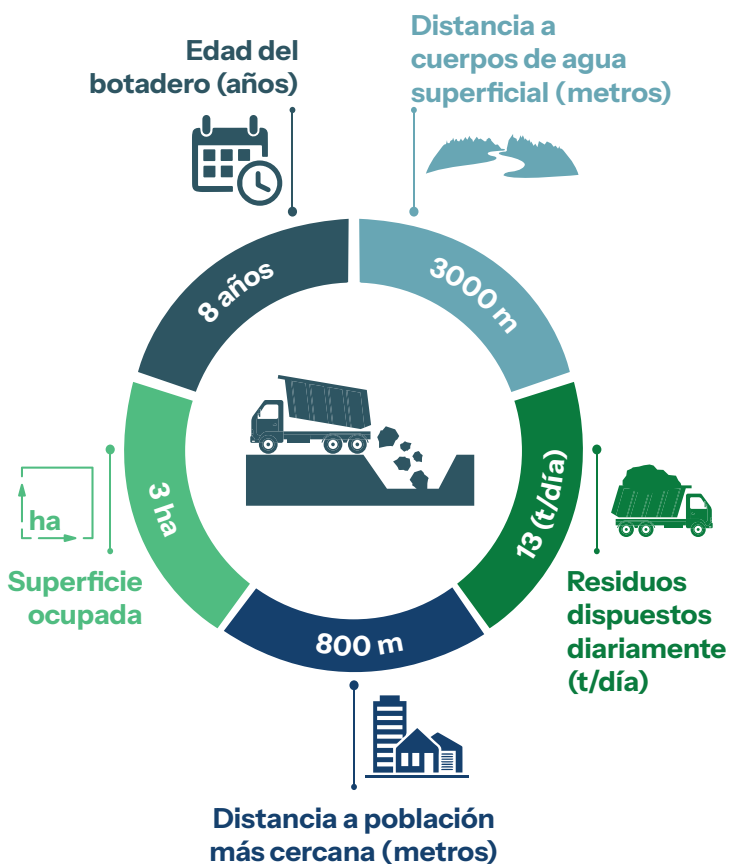 Edad del
botadero (años)
Distancia a
cuerpos de agua
superficial (metros)
8 años
3000 m
3 ha
13 (t/día)
800 m
ha
Superficie
ocupada
Residuos
dispuestos
diariamente
(t/día)
Distancia a población
más cercana (metros)